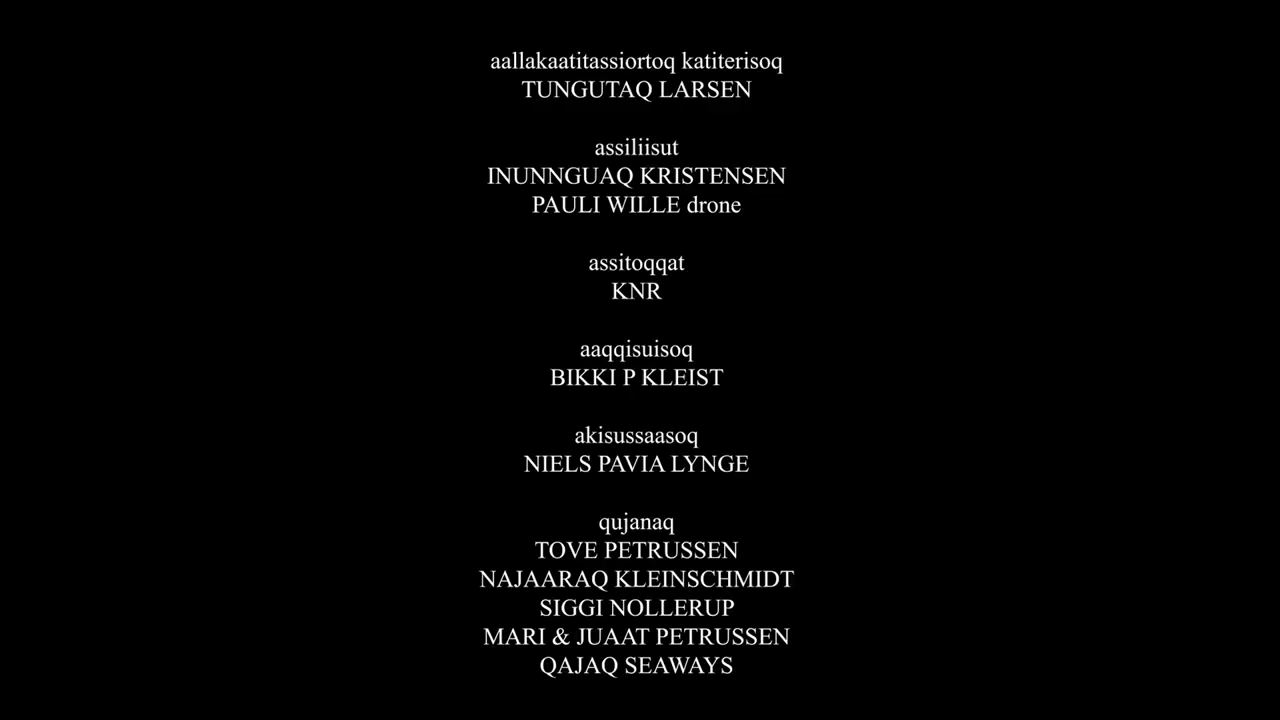 aallakaatitassiortoq katiterisoq
TUNGUTAQ LARSEN
assiliisut
INUNNGUAQ KRISTENSEN
PAULI WILLE drone
assitoqqat
KNR
aaqqisuisoq
BIKKI P KLEIST
akisussaasoq
NIELS PAVIA LYNGE
qujanaq
TOVE PETRUSSEN
NAJAARAQ KLEINSCHMIDT
SIGGI NOLLERUP
MARI & JUAAT PETRUSSEN
QAJAQ SEAWAYS